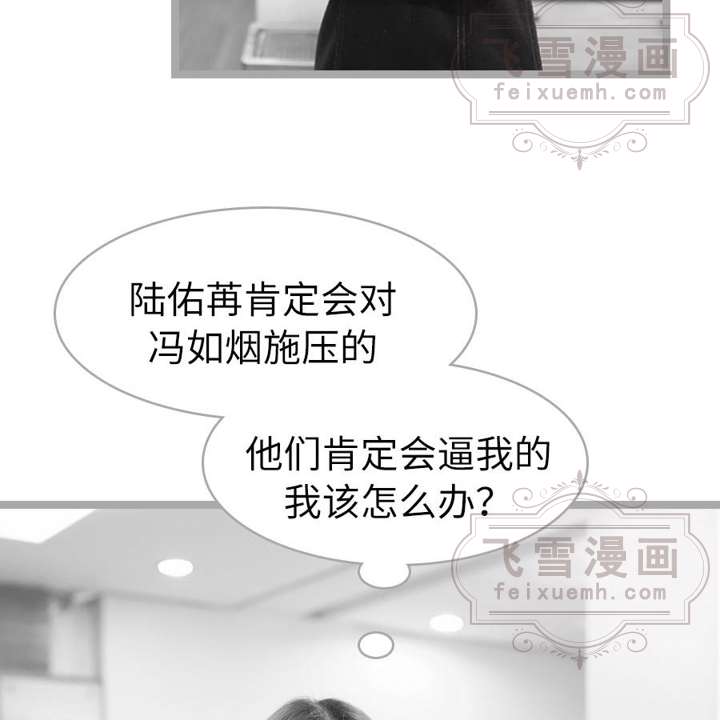 飞雪漫画
feixuemh.com
陆佑苒肯定会对
冯如烟施压的
他们肯定会逼我的
我该怎么办?
飞雪漫画
feixuemh.com